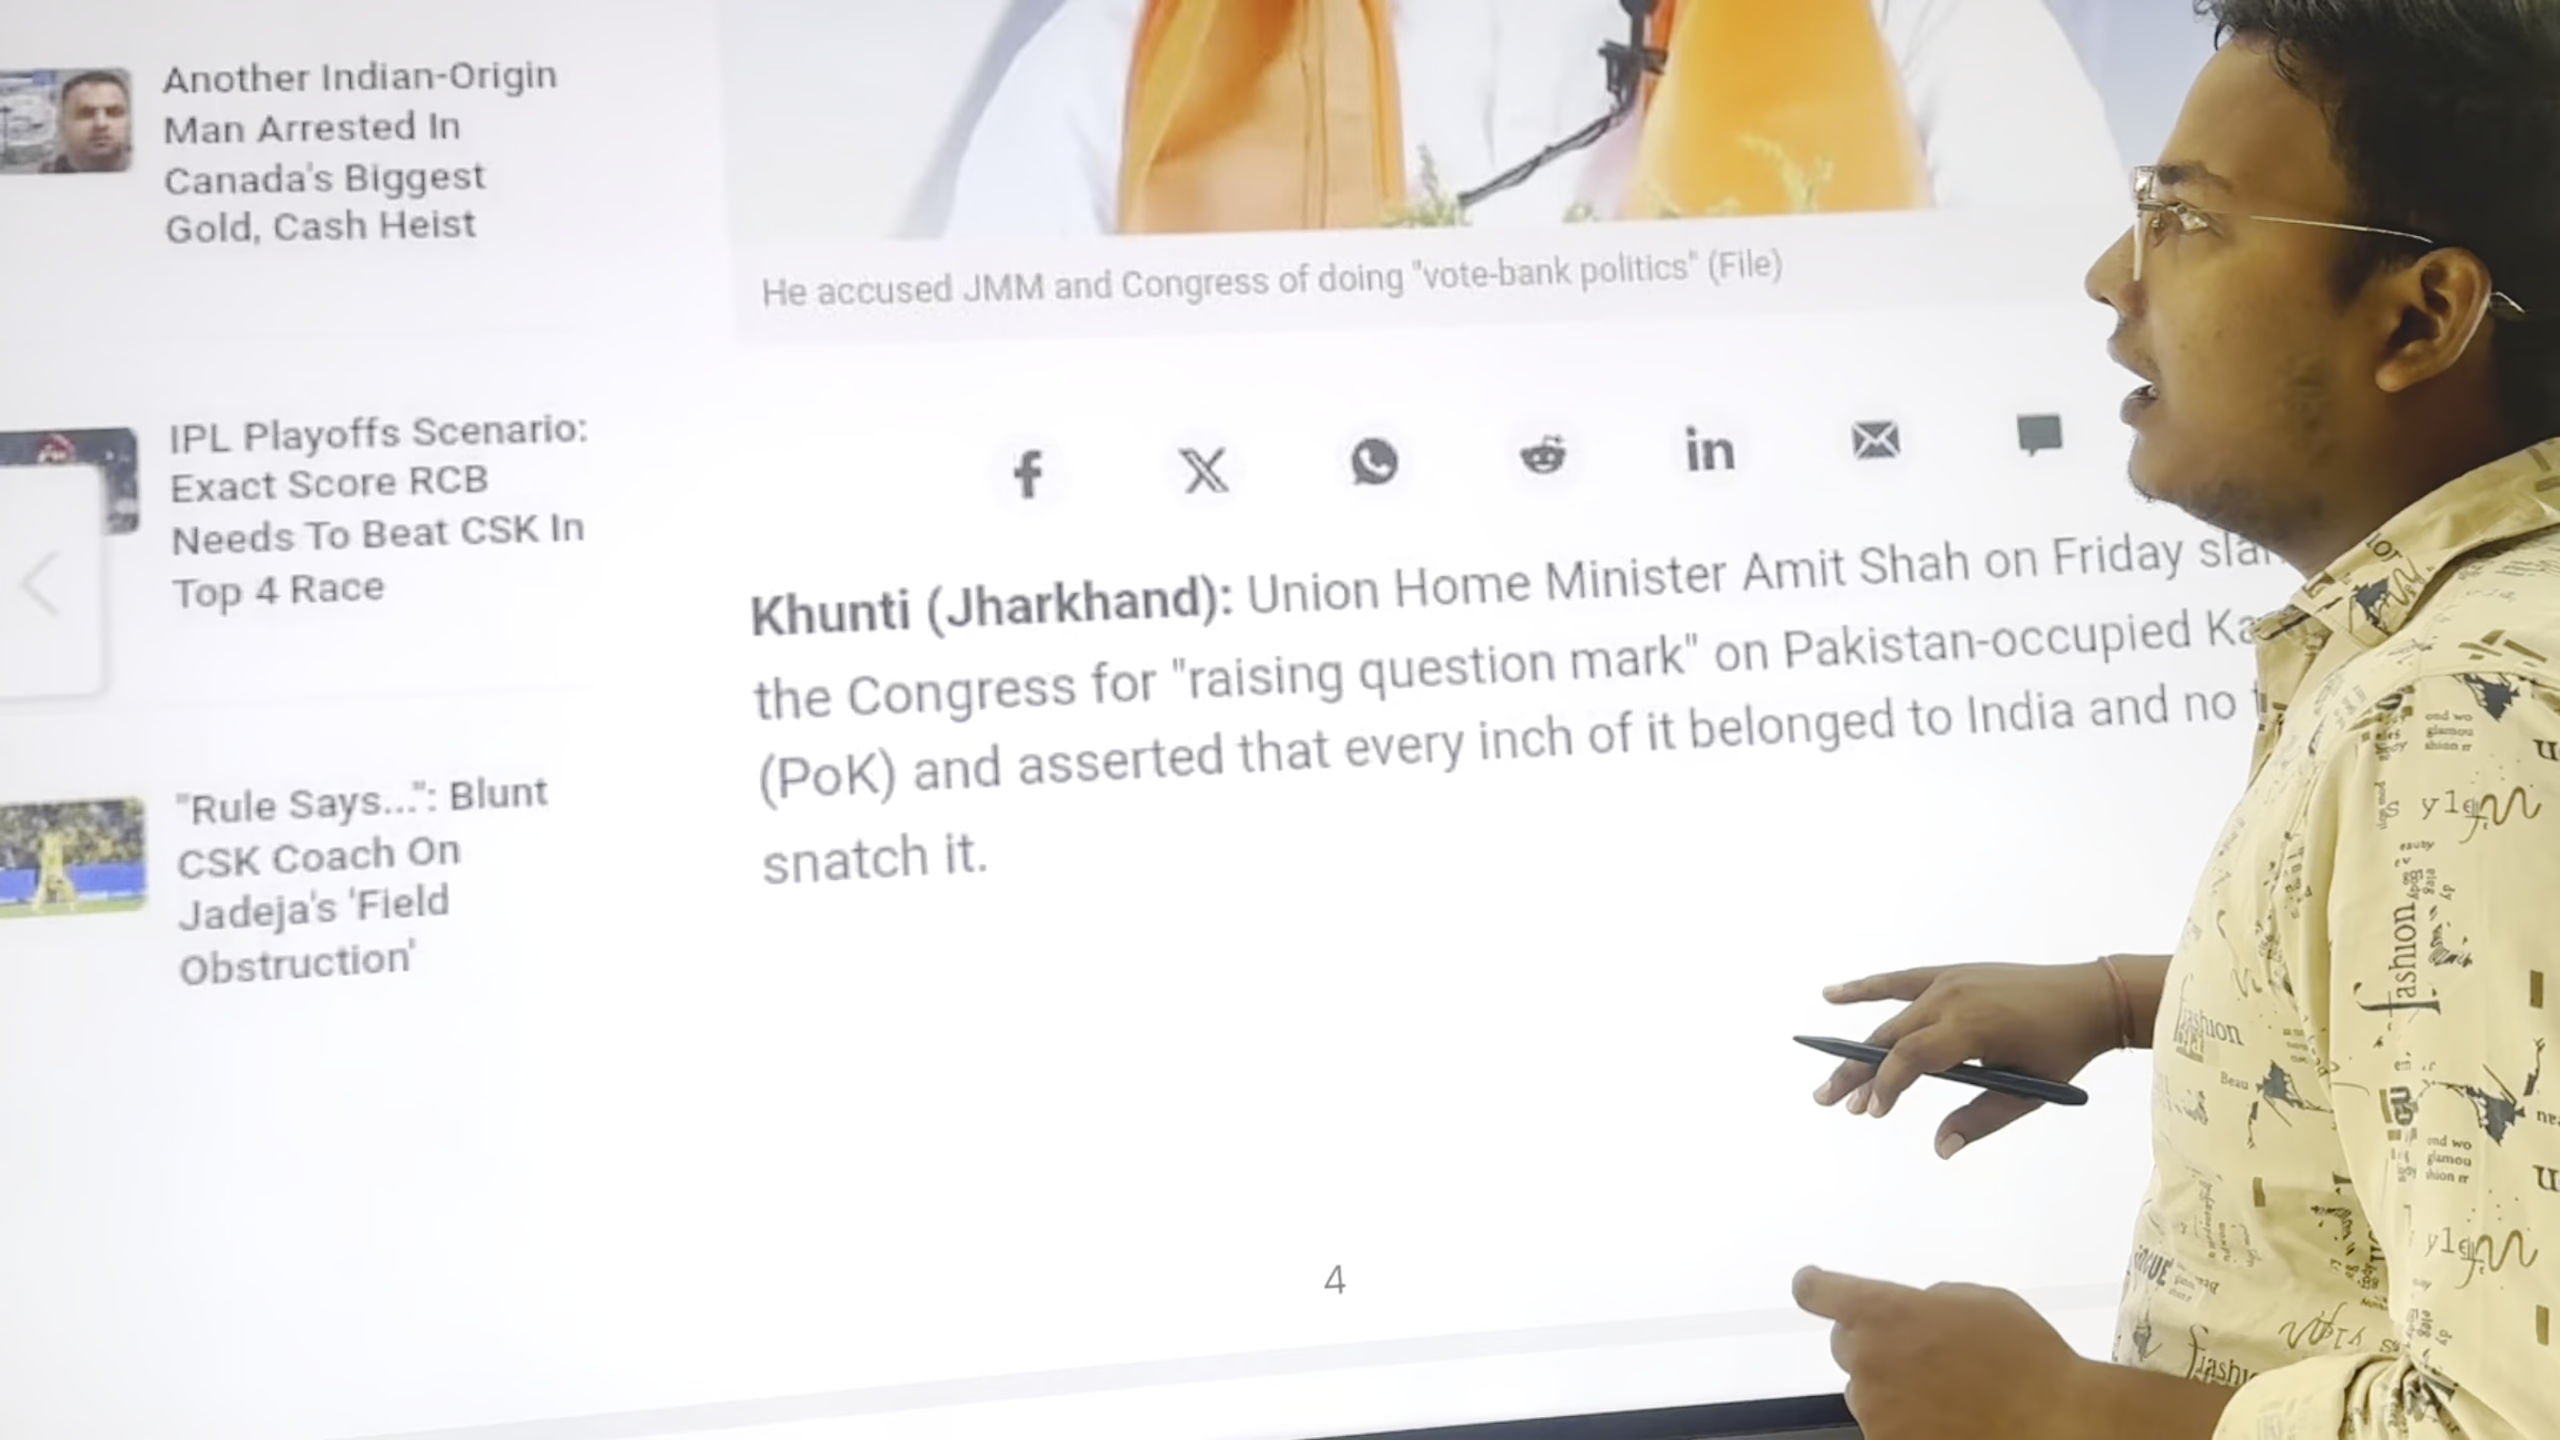 Another Indian-Origin
Man Arrested In
Canada's Biggest
Gold, Cash Heist
IPL Playoffs Scenario:
Exact Score RCB
Needs To Beat CSK In
Top 4 Race
"Rule Says...": Blunt
CSK Coach On
Jadeja's 'Field
Obstruction'
He accused JMM and Congress of doing "vote-bank politics" (File)
Khunti (Jharkhand): Union Home Minister Amit Shah on Friday
the Congress for "raising question mark" on Pakistan-occupied
(PoK) and asserted that every inch of it belonged to India and no
snatch it.
4
fashion